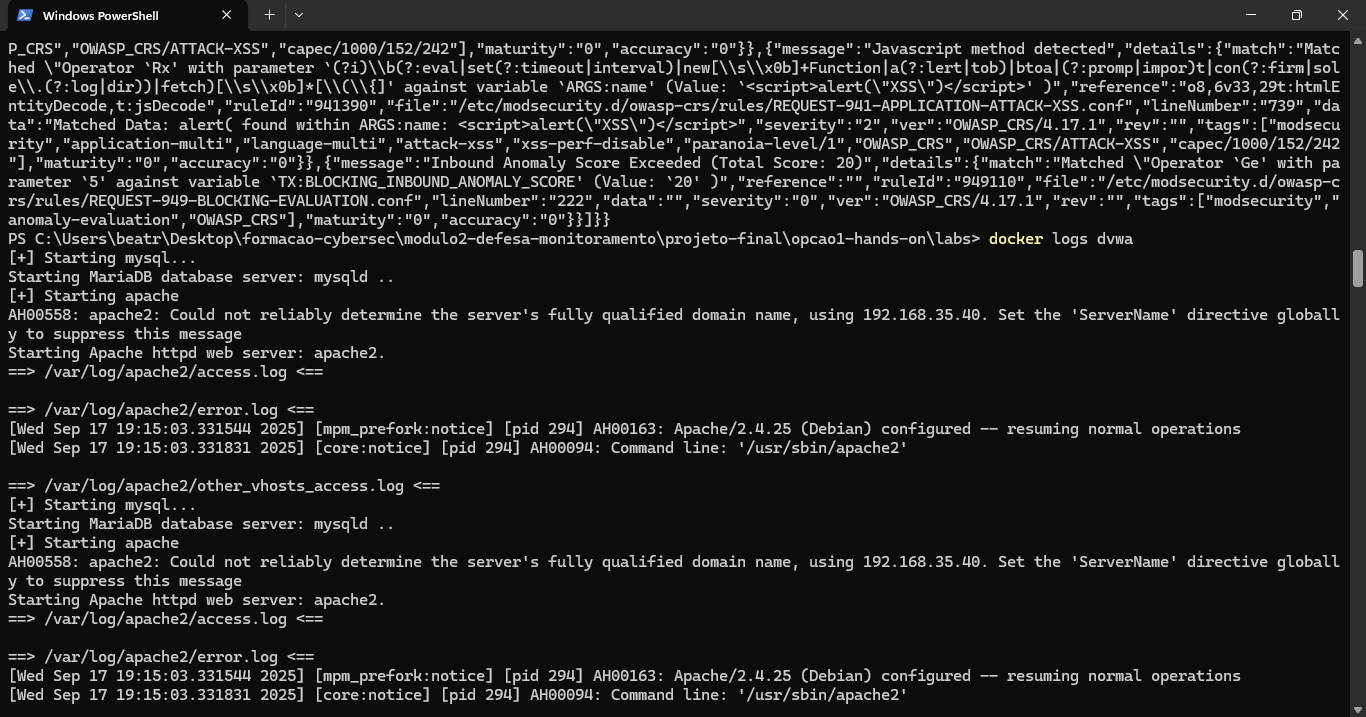 Windows PowerShell
P_CRS","OWASP_CRS/ATTACK-XSS","capec/1000/152/242"],"maturity":"0","accuracy":"0"}},{"message":"Javascript method detected","details":{"match":"Matc
hed \"Operator `Rx' with parameter `(?i)\\b(?:eval|set(?:timeout|interval)|new[\\s\\x0b]+Function|a(?:lert|tob)|btoa|(?:promp|impor)t|con(?:firm|sol
e\\.(?:log|dir))|fetch)[\\s\\x0b]*[\\(\\{]' against variable `ARGS:name' (Value: `<script>alert(\"XSS\")</script>' )","reference":"o8,6v33,29t:htmlE
ntityDecode,t:jsDecode","ruleId":"941390","file":"/etc/modsecurity.d/owasp-crs/rules/REQUEST-941-APPLICATION-ATTACK-XSS.conf","lineNumber":"739","da
ta":"Matched Data: alert( found within ARGS:name: <script>alert(\"XSS\")</script>","severity":"2","ver":"OWASP_CRS/4.17.1","rev":"","tags":["modsecu
rity","application-multi","language-multi","attack-xss","xss-perf-disable","paranoia-level/1","OWASP_CRS","OWASP_CRS/ATTACK-XSS","capec/1000/152/242
"],"maturity":"0","accuracy":"0"}},{"message":"Inbound Anomaly Score Exceeded (Total Score: 20)","details":{"match":"Matched \"Operator `Ge' with pa
rameter `5' against variable `TX:BLOCKING_INBOUND_ANOMALY_SCORE' (Value: `20' )","reference":"","ruleId":"949110","file":"/etc/modsecurity.d/owasp-c
rs/rules/REQUEST-949-BLOCKING-EVALUATION.conf","lineNumber":"222","data":"","severity":"0","ver":"OWASP_CRS/4.17.1","rev":"","tags":["modsecurity","
anomaly-evaluation","OWASP_CRS"],"maturity":"0","accuracy":"0"}}]}}
PS C:\Users\beatr\Desktop\formacao-cybersec\modulo2-defesa-monitoramento\projeto-final\opcao1-hands-on\labs> docker logs dvwa
[+] Starting mysql...
Starting MariaDB database server: mysqld ..
[+] Starting apache
AH00558: apache2: Could not reliably determine the server's fully qualified domain name, using 192.168.35.40. Set the 'ServerName' directive globall
y to suppress this message
Starting Apache httpd web server: apache2.
==> /var/log/apache2/access.log <==
==> /var/log/apache2/error.log <==
[Wed Sep 17 19:15:03.331544 2025] [mpm_prefork:notice] [pid 294] AH00163: Apache/2.4.25 (Debian) configured -- resuming normal operations
[Wed Sep 17 19:15:03.331831 2025] [core:notice] [pid 294] AH00094: Command line: '/usr/sbin/apache2'
==> /var/log/apache2/other_vhosts_access.log <==
[+] Starting mysql...
Starting MariaDB database server: mysqld ..
[+] Starting apache
AH00558: apache2: Could not reliably determine the server's fully qualified domain name, using 192.168.35.40. Set the 'ServerName' directive globall
y to suppress this message
Starting Apache httpd web server: apache2.
==> /var/log/apache2/access.log <==
==> /var/log/apache2/error.log <==
[Wed Sep 17 19:15:03.331544 2025] [mpm_prefork:notice] [pid 294] AH00163: Apache/2.4.25 (Debian) configured -- resuming normal operations
[Wed Sep 17 19:15:03.331831 2025] [core:notice] [pid 294] AH00094: Command line: '/usr/sbin/apache2'